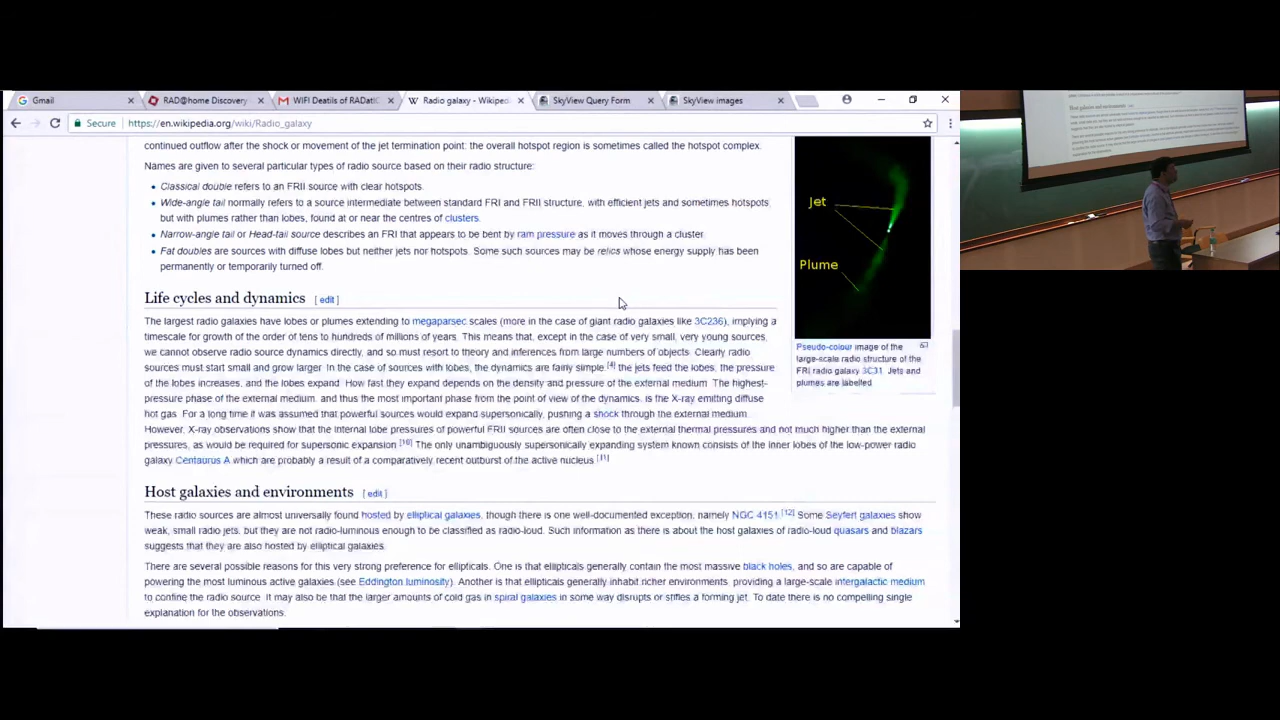 Gmail
RAD@home Discovery
WIFI Deatils of RADatIC
Radio galaxy - Wikiped
SkyView Query Form
SkyView images
Secure
https://en.wikipedia.org/wiki/Radio_galaxy
continued outflow after the shock or movement of the jet termination point: the overall hotspot region is sometimes called the hotspot complex.
Names are given to several particular types of radio source based on their radio structure:
• Classical double refers to an FRII source with clear hotspots.
• Wide-angle tail normally refers to a source intermediate between standard FRI and FRII structure, with efficient jets and sometimes hotspots,
but with plumes rather than lobes, found at or near the centres of clusters.
• Narrow-angle tail or Head-tail source describes an FRI that appears to be bent by ram pressure as it moves through a cluster.
• Fat doubles are sources with diffuse lobes but neither jets nor hotspots. Some such sources may be relics whose energy supply has been
permanently or temporarily turned off.
Jet
Plume
Pseudo-colour image of the
large-scale radio structure of the
FRI radio galaxy 3C31. Jets and
plumes are labelled.
Life cycles and dynamics [ edit ]
The largest radio galaxies have lobes or plumes extending to megaparsec scales (more in the case of giant radio galaxies like 3C236), implying a
timescale for growth of the order of tens to hundreds of millions of years. This means that, except in the case of very small, very young sources,
we cannot observe radio source dynamics directly, and so must resort to theory and inferences from large numbers of objects. Clearly radio
sources must start small and grow larger. In the case of sources with lobes, the dynamics are fairly simple:[4] the jets feed the lobes, the pressure
of the lobes increases, and the lobes expand. How fast they expand depends on the density and pressure of the external medium. The highest-
pressure phase of the external medium, and thus the most important phase from the point of view of the dynamics, is the X-ray emitting diffuse
hot gas. For a long time it was assumed that powerful sources would expand supersonically, pushing a shock through the external medium.
However, X-ray observations show that the internal lobe pressures of powerful FRII sources are often close to the external thermal pressures and not much higher than the external
pressures, as would be required for supersonic expansion.[10] The only unambiguously supersonically expanding system known consists of the inner lobes of the low-power radio
galaxy Centaurus A which are probably a result of a comparatively recent outburst of the active nucleus.[11]
Host galaxies and environments [ edit ]
These radio sources are almost universally found hosted by elliptical galaxies, though there is one well-documented exception, namely NGC 4151.[12] Some Seyfert galaxies show
weak, small radio jets, but they are not radio-luminous enough to be classified as radio-loud. Such information as there is about the host galaxies of radio-loud quasars and blazars
suggests that they are also hosted by elliptical galaxies.
There are several possible reasons for this very strong preference for ellipticals. One is that ellipticals generally contain the most massive black holes, and so are capable of
powering the most luminous active galaxies (see Eddington luminosity). Another is that ellipticals generally inhabit richer environments, providing a large-scale intergalactic medium
to confine the radio source. It may also be that the larger amounts of cold gas in spiral galaxies in some way disrupts or stifles a forming jet. To date there is no compelling single
explanation for the observations.
Host galaxies and environments